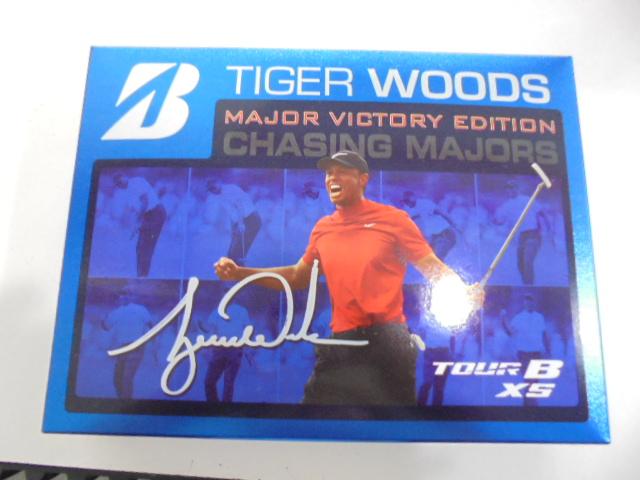 B
TIGER WOODS
MAJOR VICTORY EDITION
CHASING MAJORS
TOUR B
XS